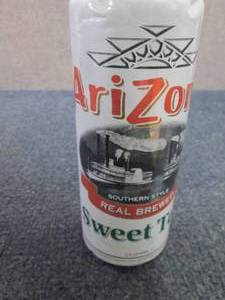 AriZon
SOUTHERN STYLE
REAL BREWED
Sweet T